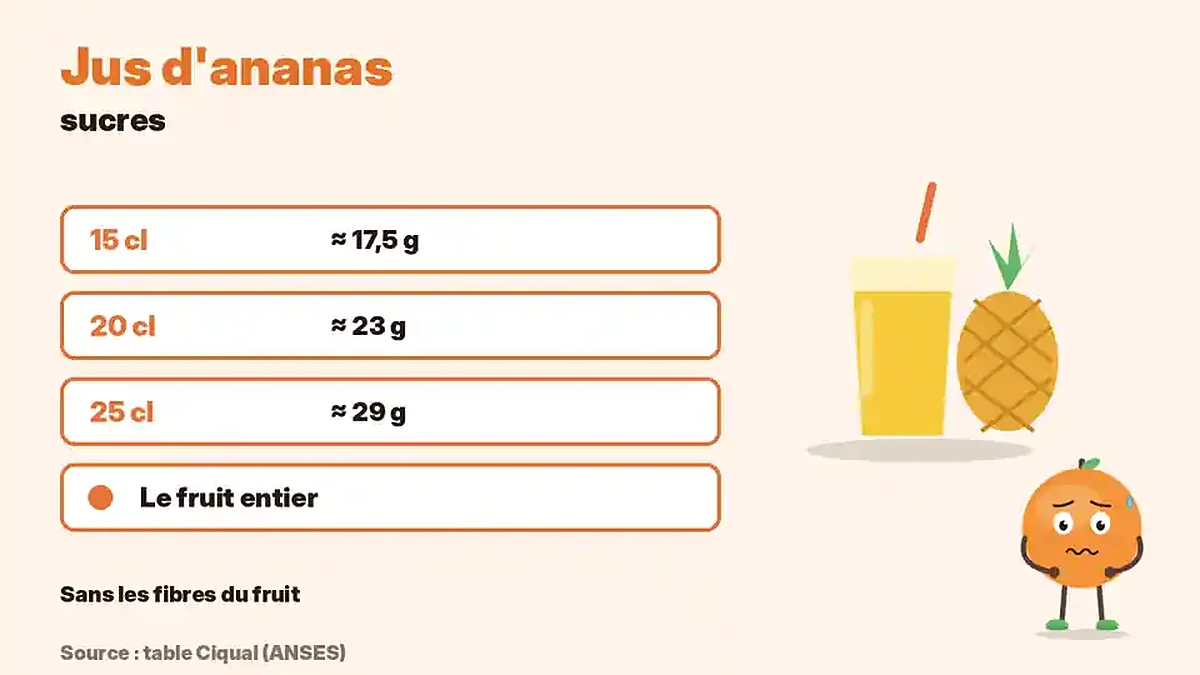 Jus d'ananas
sucres
15 cl ≈ 17,5 g
20 cl ≈ 23 g
25 cl ≈ 29 g
Le fruit entier
Sans les fibres du fruit
Source : table Ciqual (ANSES)